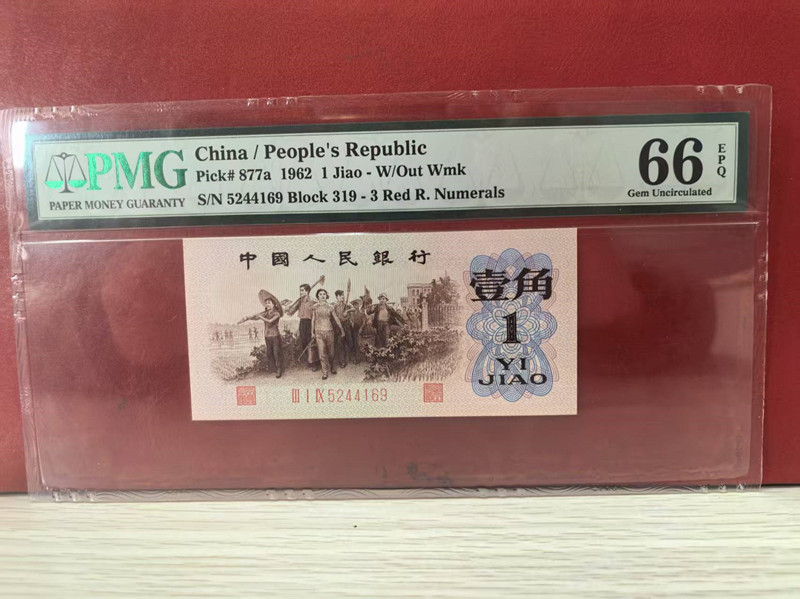 PMG
PAPER MONEY GUARANTY
China / People's Republic
Pick# 877a 1962 1 Jiao - W/Out Wmk
S/N 5244169 Block 319 - 3 Red R. Numerals
66 EPQ
Gem Uncirculated
中國人民銀行
壹角
1
YI
JIAO
III I IX 5244169